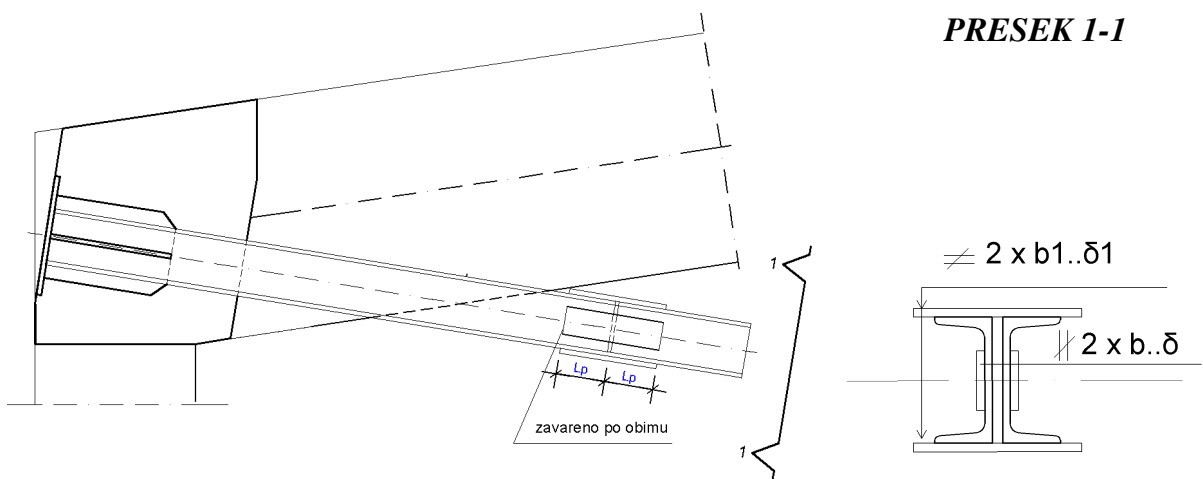 PRESEK 1-1
1
2 x b1..δ1
2 x b..δ
Lp
Lp
zavareno po obimu
1